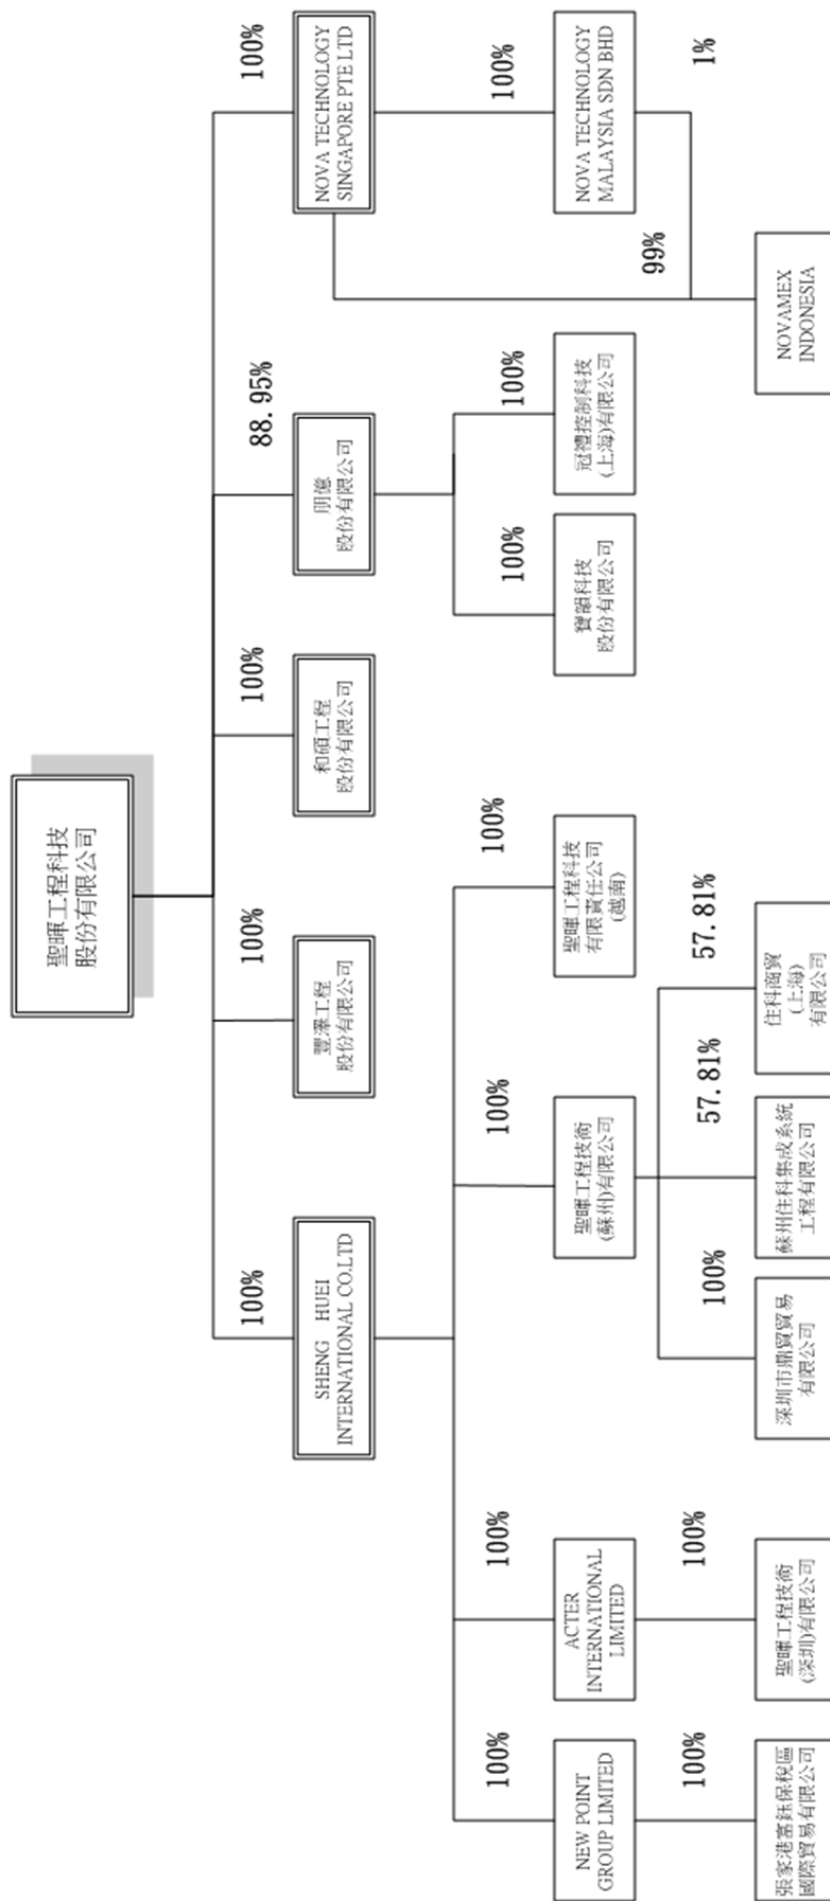 聖暉工程科技
股份有限公司
100%
100%
100%
88.95%
100%
SHENG HUEI
INTERNATIONAL CO.LTD
豐澤工程
股份有限公司
和碩工程
股份有限公司
朋億
股份有限公司
NOVA TECHNOLOGY
SINGAPORE PTE LTD
100%
100%
100%
100%
100%
100%
100%
NEW POINT
GROUP LIMITED
ACTER
INTERNATIONAL
LIMITED
聖暉工程技術
(蘇州)有限公司
聖暉工程科技
有限責任公司
(越南)
寶韻科技
股份有限公司
冠禮控制科技
(上海)有限公司
NOVA TECHNOLOGY
MALAYSIA SDN BHD
100%
100%
100%
57.81%
57.81%
99%
1%
張家港富鈺保稅區
國際貿易有限公司
聖暉工程技術
(深圳)有限公司
深圳市鼎貿貿易
有限公司
蘇州住科集成系統
工程有限公司
住科商貿
(上海)
有限公司
NOVAMEX
INDONESIA